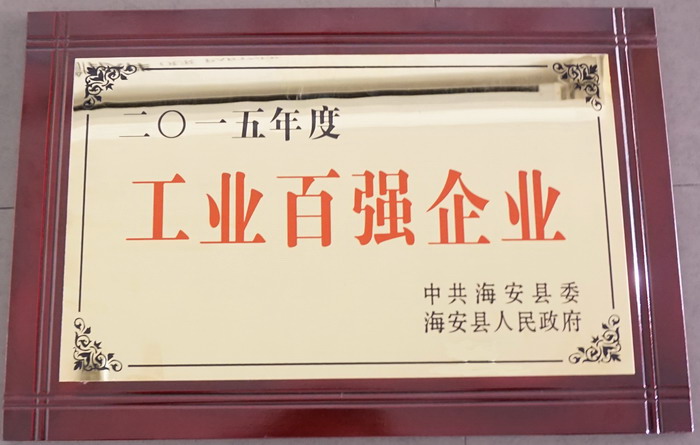 二〇一五年度
工业百强企业
中共海安县委
海安县人民政府